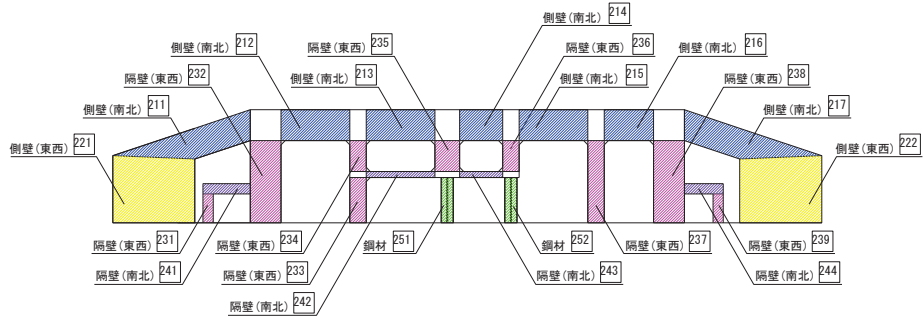 側壁(南北) 214
側壁(南北) 212
隔壁(東西) 235
隔壁(東西) 236
側壁(南北) 216
隔壁(東西) 232
側壁(南北) 213
側壁(南北) 215
隔壁(東西) 238
側壁(南北) 211
側壁(南北) 217
側壁(東西) 221
側壁(東西) 222
隔壁(東西) 231
隔壁(東西) 234
鋼材 251
鋼材 252
隔壁(東西) 237
隔壁(東西) 239
隔壁(南北) 241
隔壁(東西) 233
隔壁(南北) 243
隔壁(南北) 244
隔壁(南北) 242